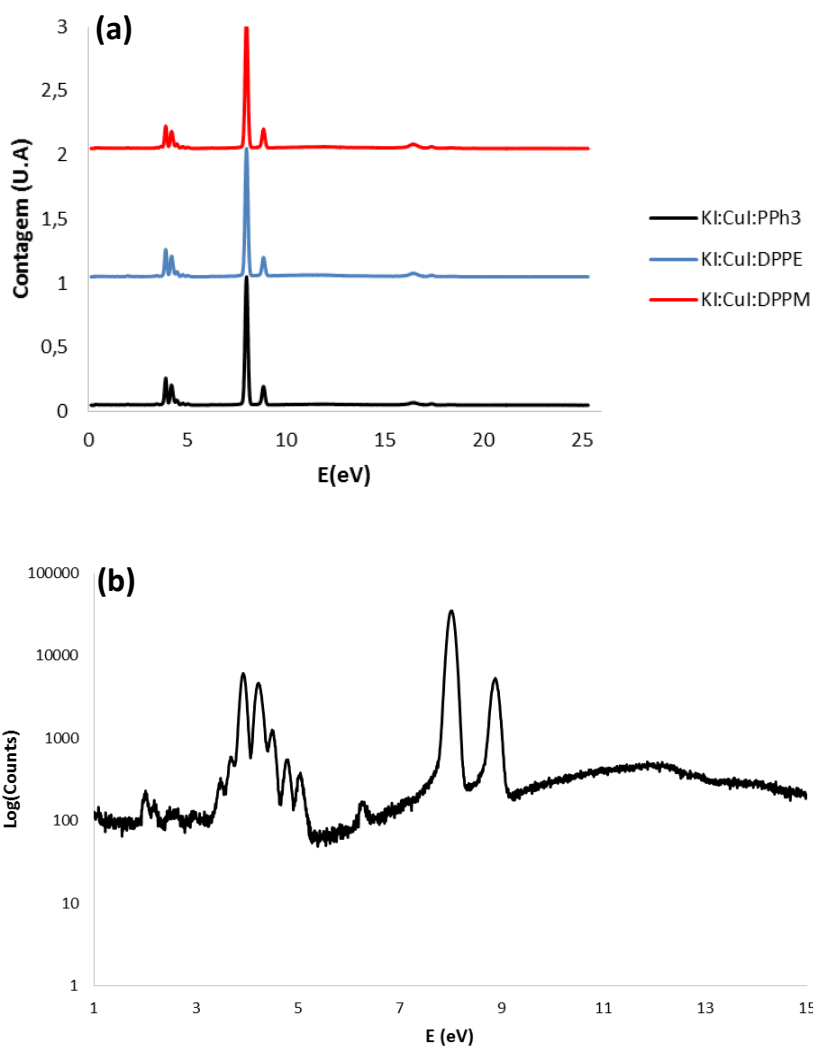 (a)
3
2,5
2
1,5
1
0,5
0
Contagem (U.A)
0 5 10 15 20 25
E(eV)
KI:CuI:PPh3
KI:CuI:DPPE
KI:CuI:DPPM
(b)
100000
10000
1000
100
10
1
Log(Counts)
1 3 5 7 9 11 13 15
E (eV)